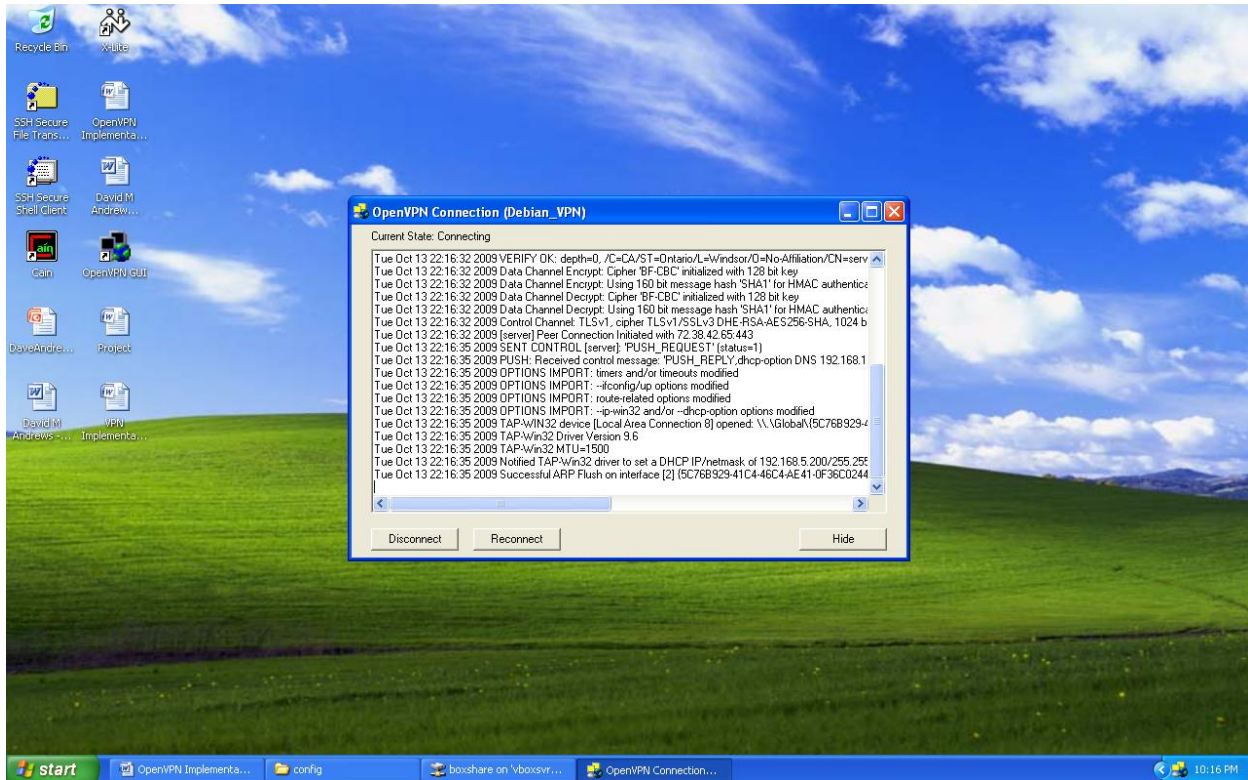 Recycle Bin
X-Lite
SSH Secure
File Trans...
OpenVPN
Implementa...
SSH Secure
Shell Client
David M
Andrew...
Cain
OpenVPN GUI
DaveAndre...
Project
David M
Andrews -...
VPN
Implementa...
OpenVPN Connection (Debian_VPN)
Current State: Connecting
Tue Oct 13 22:16:32 2009 VERIFY OK: depth=0, /C=CA/ST=Ontario/L=Windsor/O=No-Affiliation/CN=serv
Tue Oct 13 22:16:32 2009 Data Channel Encrypt: Cipher 'BF-CBC' initialized with 128 bit key
Tue Oct 13 22:16:32 2009 Data Channel Encrypt: Using 160 bit message hash 'SHA1' for HMAC authentica
Tue Oct 13 22:16:32 2009 Data Channel Decrypt: Cipher 'BF-CBC' initialized with 128 bit key
Tue Oct 13 22:16:32 2009 Data Channel Decrypt: Using 160 bit message hash 'SHA1' for HMAC authentica
Tue Oct 13 22:16:32 2009 Control Channel: TLSv1, cipher TLSv1/SSLv3 DHE-RSA-AES256-SHA, 1024 b
Tue Oct 13 22:16:32 2009 [server] Peer Connection Initiated with 72.38.42.65:443
Tue Oct 13 22:16:35 2009 SENT CONTROL [server]: 'PUSH_REQUEST' (status=1)
Tue Oct 13 22:16:35 2009 PUSH: Received control message: 'PUSH_REPLY,dhcp-option DNS 192.168.1
Tue Oct 13 22:16:35 2009 OPTIONS IMPORT: timers and/or timeouts modified
Tue Oct 13 22:16:35 2009 OPTIONS IMPORT: --ifconfig/up options modified
Tue Oct 13 22:16:35 2009 OPTIONS IMPORT: route-related options modified
Tue Oct 13 22:16:35 2009 OPTIONS IMPORT: --ip-win32 and/or --dhcp-option options modified
Tue Oct 13 22:16:35 2009 TAP-WIN32 device [Local Area Connection 8] opened: \\.\Global\{5C76B929-4
Tue Oct 13 22:16:35 2009 TAP-Win32 Driver Version 9.6
Tue Oct 13 22:16:35 2009 TAP-Win32 MTU=1500
Tue Oct 13 22:16:35 2009 Notified TAP-Win32 driver to set a DHCP IP/netmask of 192.168.5.200/255.255
Tue Oct 13 22:16:35 2009 Successful ARP Flush on interface [2] {5C76B929-41C4-46C4-AE41-0F36C0244
Disconnect
Reconnect
Hide
start
OpenVPN Implementa...
config
boxshare on 'vboxsvr...
OpenVPN Connection...
10:16 PM